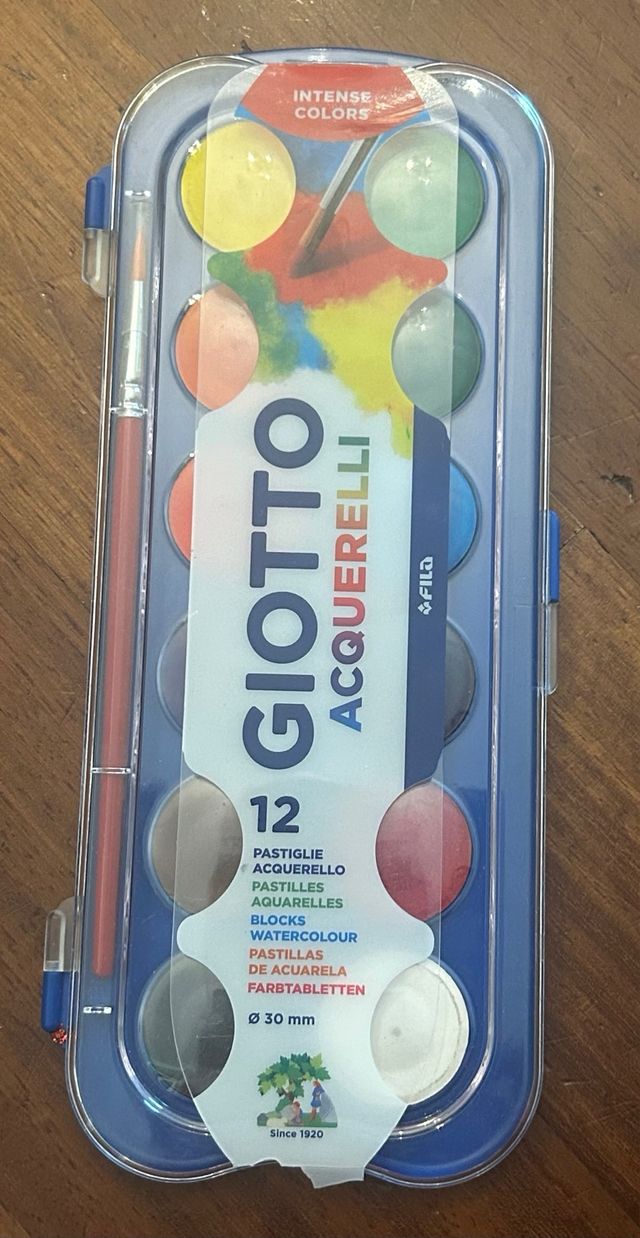 INTENSE
COLORS
GIOTTO
ACQUERELLI
FILA
12
PASTIGLIE
ACQUERELLO
PASTILLES
AQUARELLES
BLOCKS
WATERCOLOUR
PASTILLAS
DE ACUARELA
FARBTABLETTEN
Ø 30 mm
Since 1920